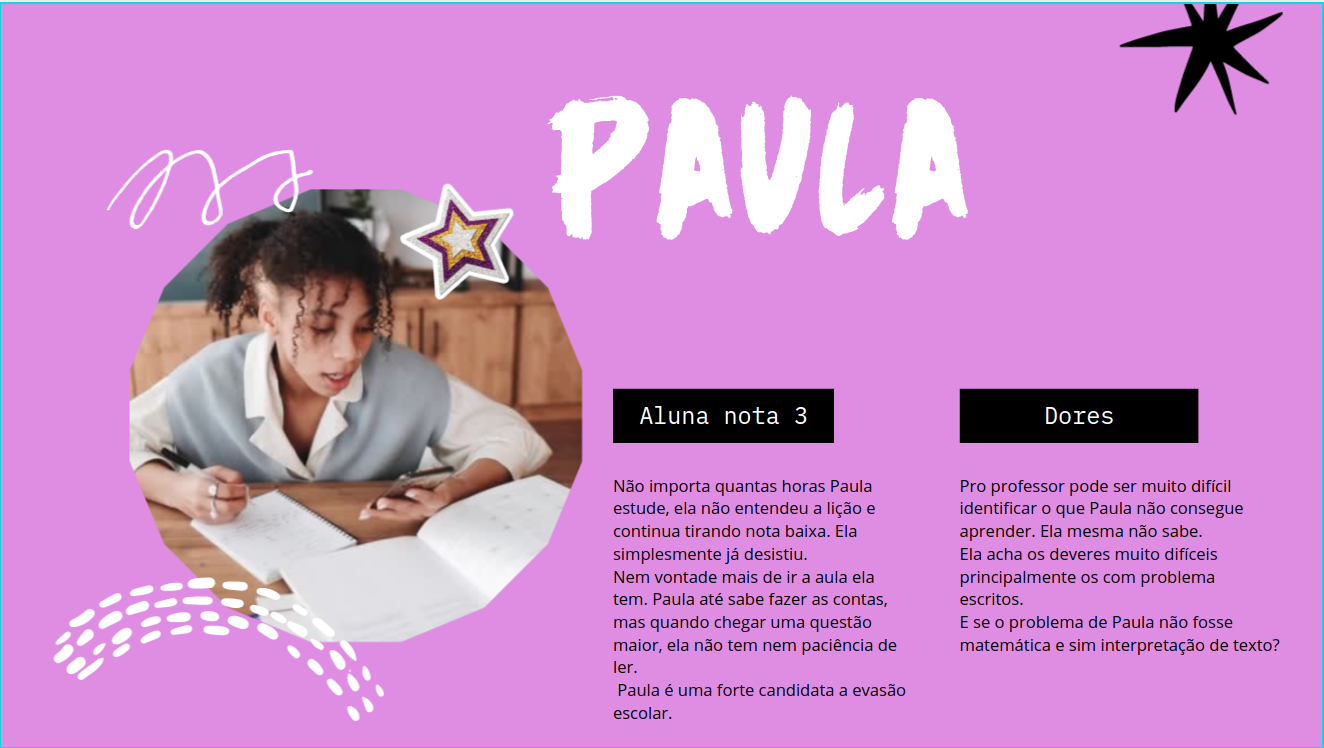 PAULA
Aluna nota 3
Não importa quantas horas Paula
estude, ela não entendeu a lição e
continua tirando nota baixa. Ela
simplesmente já desistiu.
Nem vontade mais de ir a aula ela
tem. Paula até sabe fazer as contas,
mas quando chegar uma questão
maior, ela não tem nem paciência de
ler.
Paula é uma forte candidata a evasão
escolar.
Dores
Pro professor pode ser muito difícil
identificar o que Paula não consegue
aprender. Ela mesma não sabe.
Ela acha os deveres muito difíceis
principalmente os com problema
escritos.
E se o problema de Paula não fosse
matemática e sim interpretação de texto?